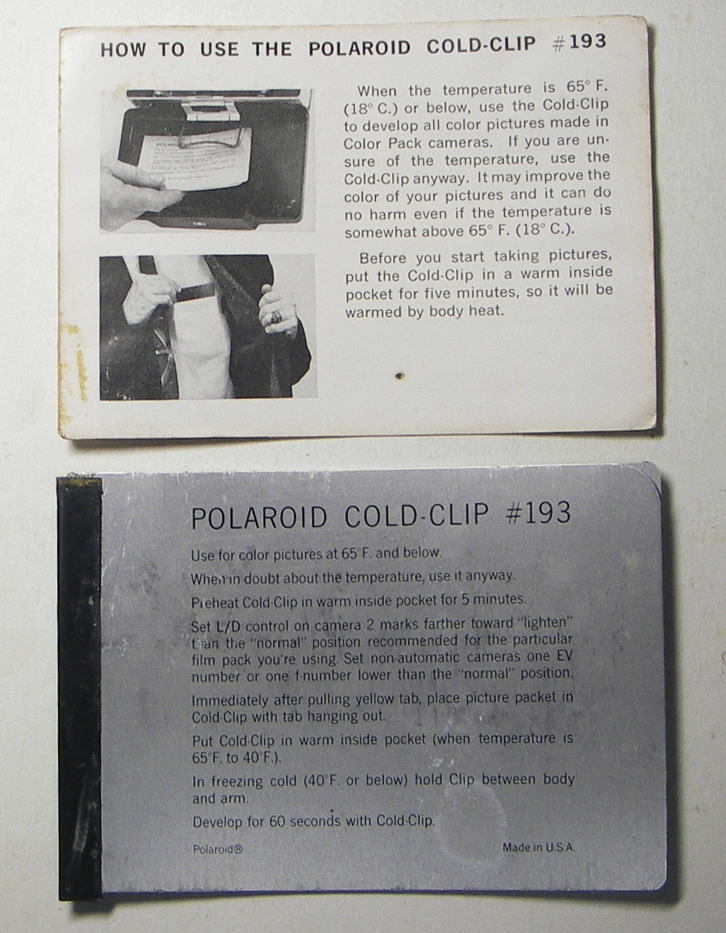 HOW TO USE THE POLAROID COLD-CLIP #193
When the temperature is 65° F.
(18° C.) or below, use the Cold-Clip
to develop all color pictures made in
Color Pack cameras. If you are un-
sure of the temperature, use the
Cold-Clip anyway. It may improve the
color of your pictures and it can do
no harm even if the temperature is
somewhat above 65° F. (18° C.).
Before you start taking pictures,
put the Cold-Clip in a warm inside
pocket for five minutes, so it will be
warmed by body heat.
POLAROID COLD-CLIP #193
Use for color pictures at 65°F. and below.
When in doubt about the temperature, use it anyway.
Preheat Cold-Clip in warm inside pocket for 5 minutes.
Set L/D control on camera 2 marks farther toward "lighten"
than the "normal" position recommended for the particular
film pack you're using. Set non-automatic cameras one EV
number or one f-number lower than the "normal" position.
Immediately after pulling yellow tab, place picture packet in
Cold-Clip with tab hanging out.
Put Cold-Clip in warm inside pocket (when temperature is
65°F. to 40°F.).
In freezing cold (40°F. or below) hold Clip between body
and arm.
Develop for 60 seconds with Cold-Clip.
Polaroid® Made in U.S.A.